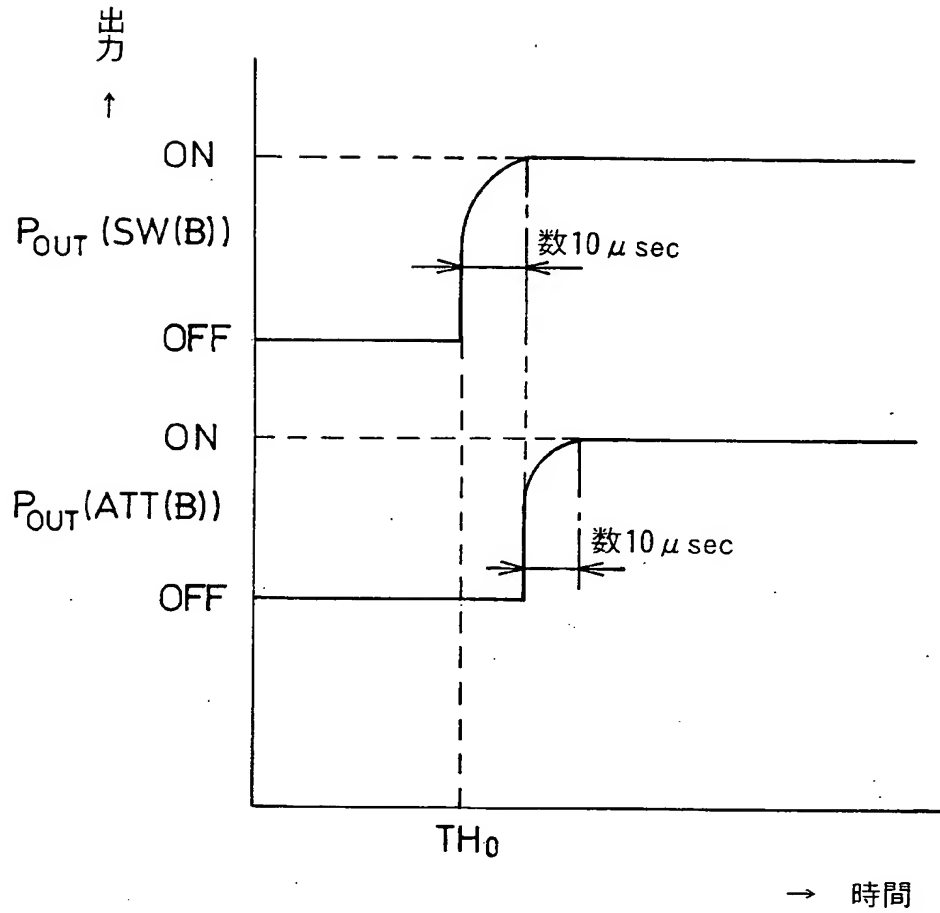 出力
↑
ON
P_OUT (SW(B))
数10 μ sec
OFF
ON
P_OUT (ATT(B))
数10 μ sec
OFF
TH₀
→ 時間